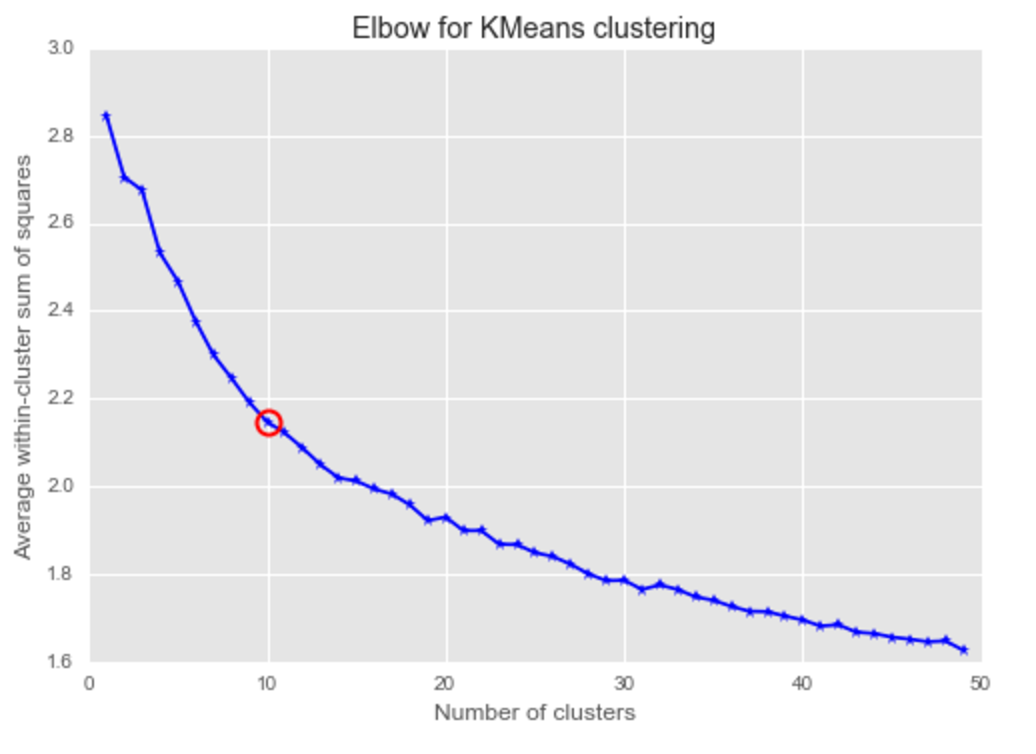 Elbow for KMeans clustering
3.0
2.8
2.6
2.4
2.2
2.0
1.8
1.6
Average within-cluster sum of squares
0 10 20 30 40 50
Number of clusters